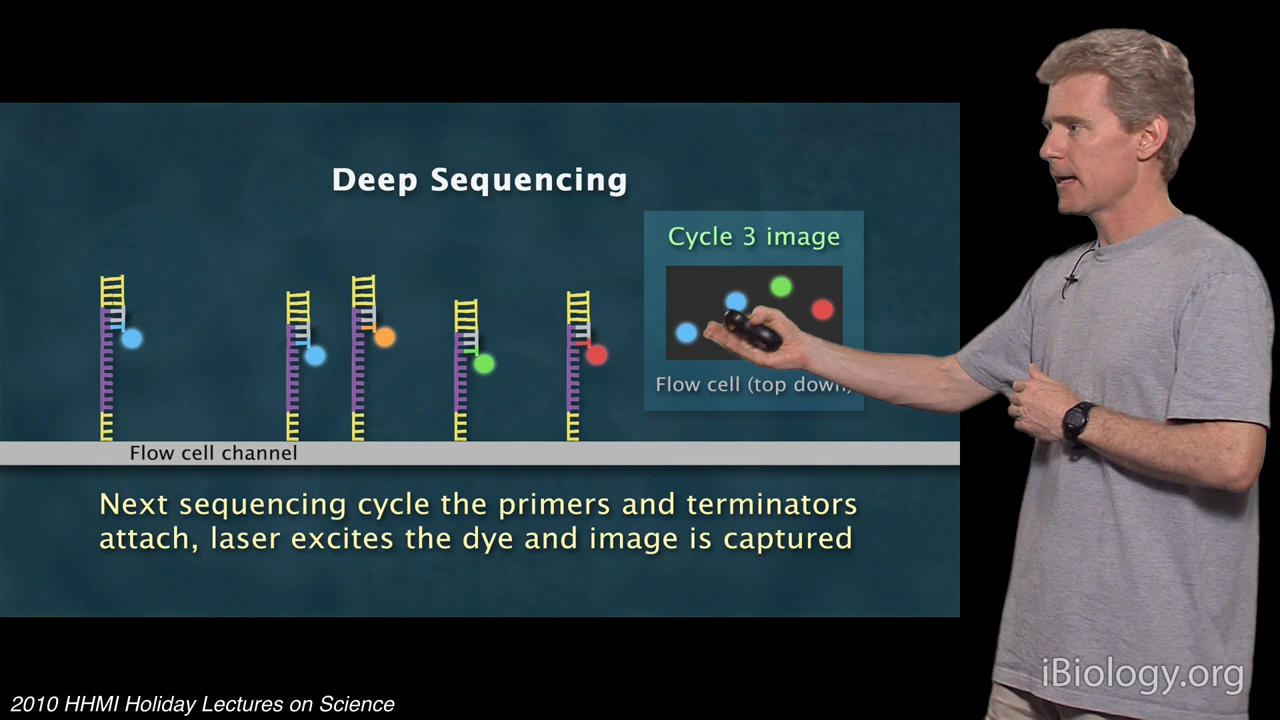 Deep Sequencing
Cycle 3 image
Flow cell (top down)
Flow cell channel
Next sequencing cycle the primers and terminators
attach, laser excites the dye and image is captured
iBiology.org
2010 HHMI Holiday Lectures on Science